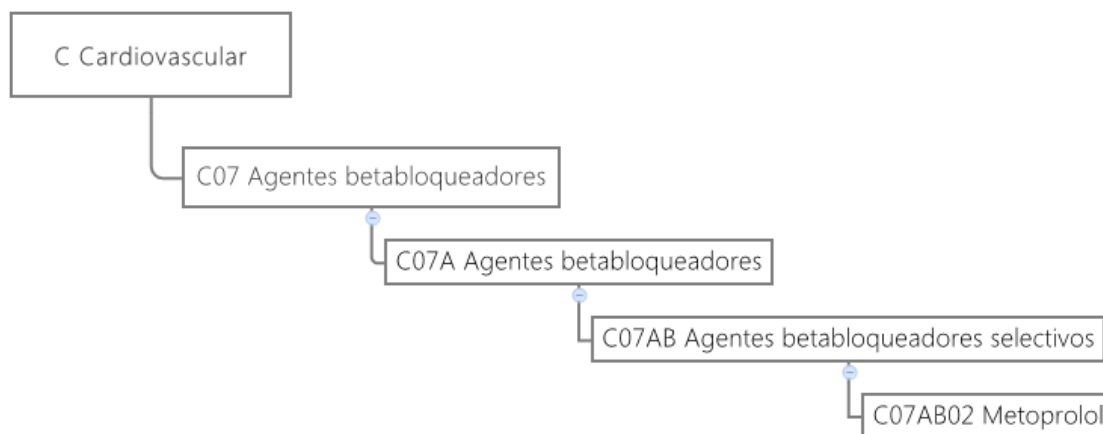 C Cardiovascular
C07 Agentes betabloqueadores
C07A Agentes betabloqueadores
C07AB Agentes betabloqueadores selectivos
C07AB02 Metoprolol